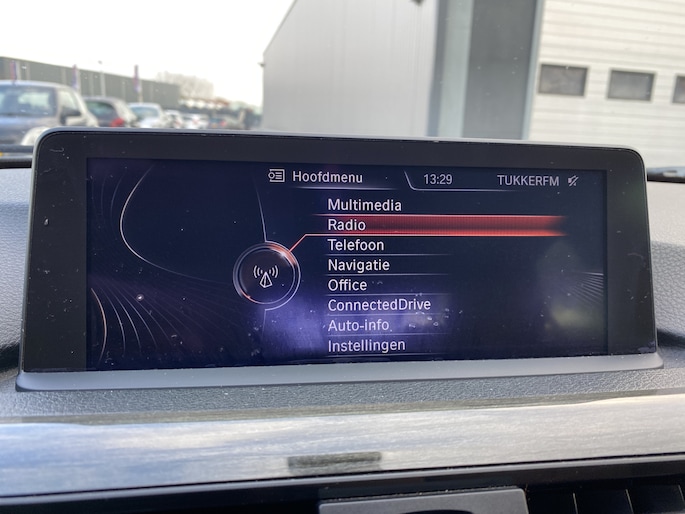 Hoofdmenu 13:29 TUKKERFM
Multimedia
Radio
Telefoon
Navigatie
Office
ConnectedDrive
Auto-info
Instellingen